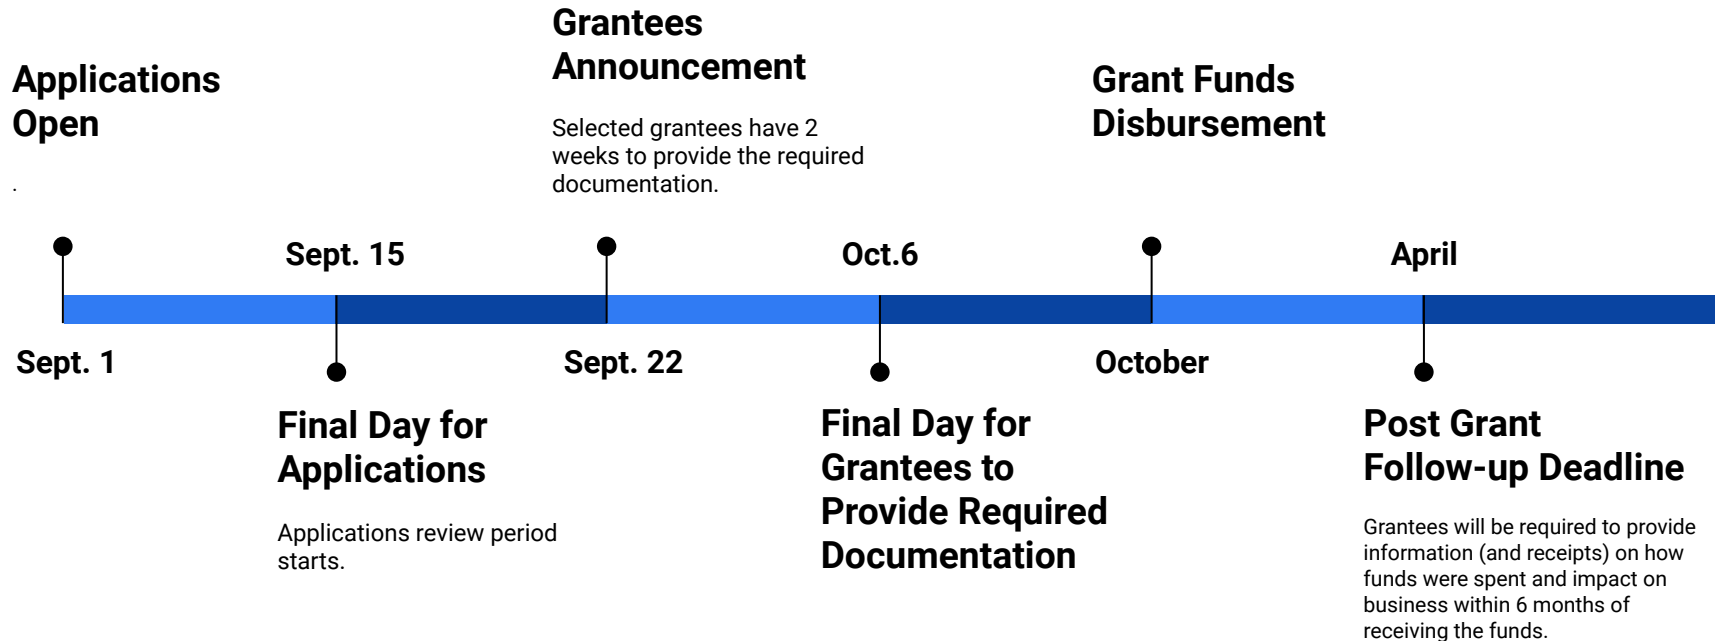 Applications
Open
.
Sept. 1
Sept. 15
Final Day for
Applications
Applications review period
starts.
Grantees
Announcement
Selected grantees have 2
weeks to provide the required
documentation.
Sept. 22
Oct.6
Final Day for
Grantees to
Provide Required
Documentation
Grant Funds
Disbursement
October
April
Post Grant
Follow-up Deadline
Grantees will be required to provide
information (and receipts) on how
funds were spent and impact on
business within 6 months of
receiving the funds.